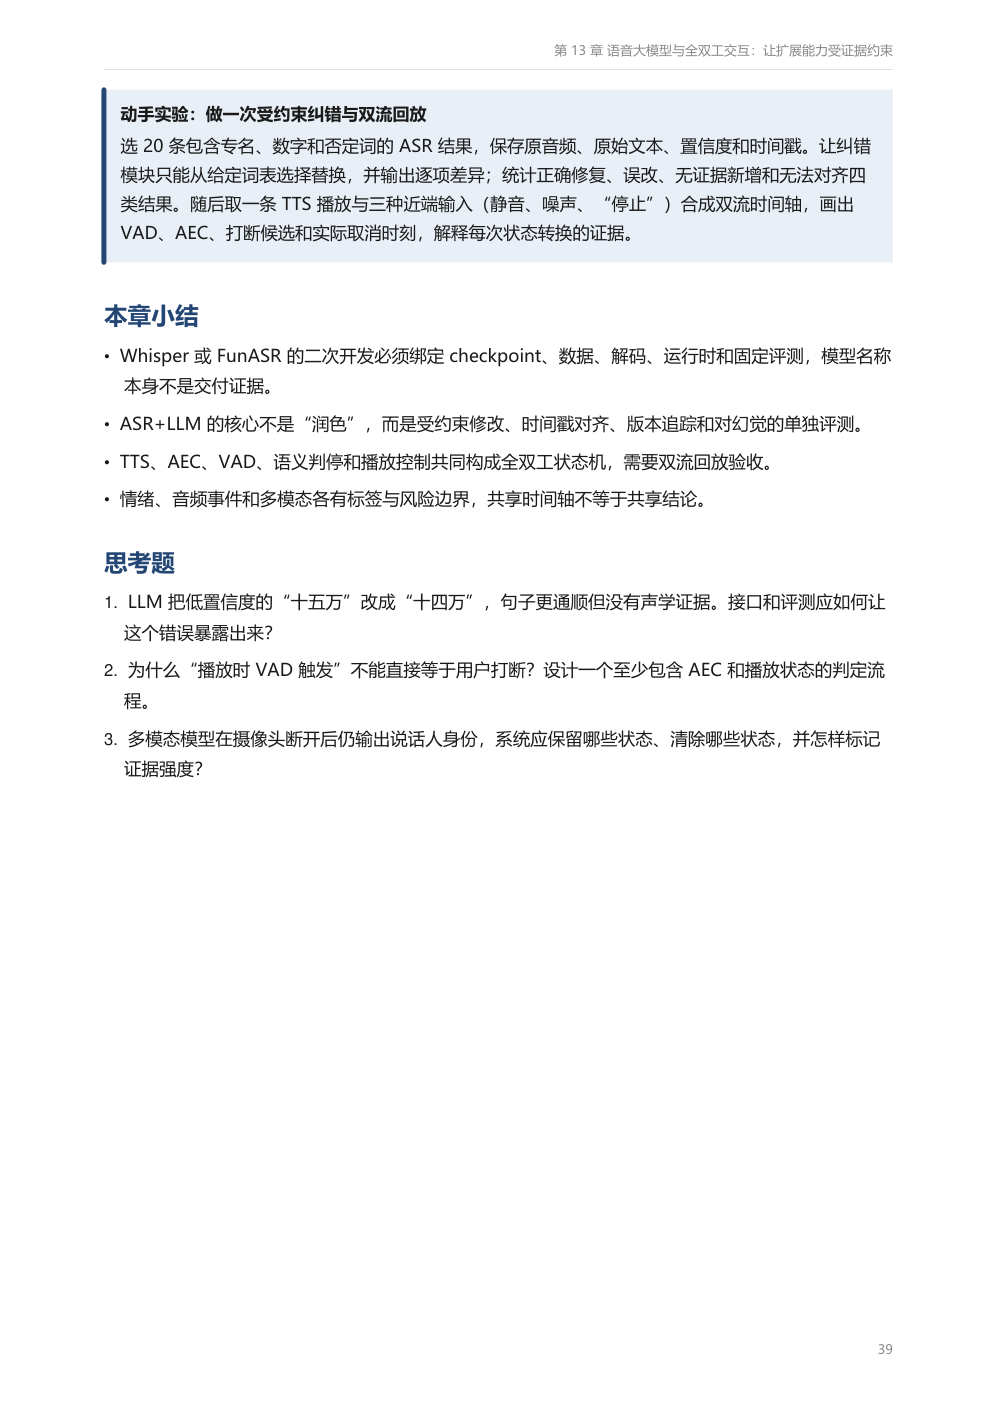 第 13 章 语音大模型与全双工交互：让扩展能力受证据约束
动手实验：做一次受约束纠错与双流回放
选 20 条包含专名、数字和否定词的 ASR 结果，保存原音频、原始文本、置信度和时间戳。让纠错
模块只能从给定词表选择替换，并输出逐项差异；统计正确修复、误改、无证据新增和无法对齐四
类结果。随后取一条 TTS 播放与三种近端输入（静音、噪声、“停止”）合成双流时间轴，画出
VAD、AEC、打断候选和实际取消时刻，解释每次状态转换的证据。
本章小结
• Whisper 或 FunASR 的二次开发必须绑定 checkpoint、数据、解码、运行时和固定评测，模型名称
本身不是交付证据。
• ASR+LLM 的核心不是“润色”，而是受约束修改、时间戳对齐、版本追踪和对幻觉的单独评测。
• TTS、AEC、VAD、语义判停和播放控制共同构成全双工状态机，需要双流回放验收。
• 情绪、音频事件和多模态各有标签与风险边界，共享时间轴不等于共享结论。
思考题
1. LLM 把低置信度的“十五万”改成“十四万”，句子更通顺但没有声学证据。接口和评测应如何让
这个错误暴露出来？
2. 为什么“播放时 VAD 触发”不能直接等于用户打断？设计一个至少包含 AEC 和播放状态的判定流
程。
3. 多模态模型在摄像头断开后仍输出说话人身份，系统应保留哪些状态、清除哪些状态，并怎样标记
证据强度？
39